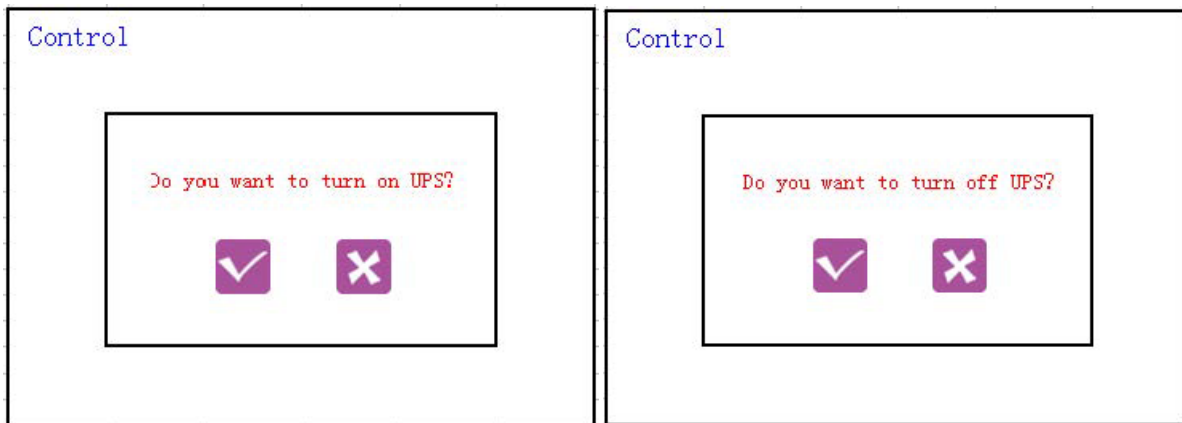 Control
Do you want to turn on UPS?
Control
Do you want to turn off UPS?